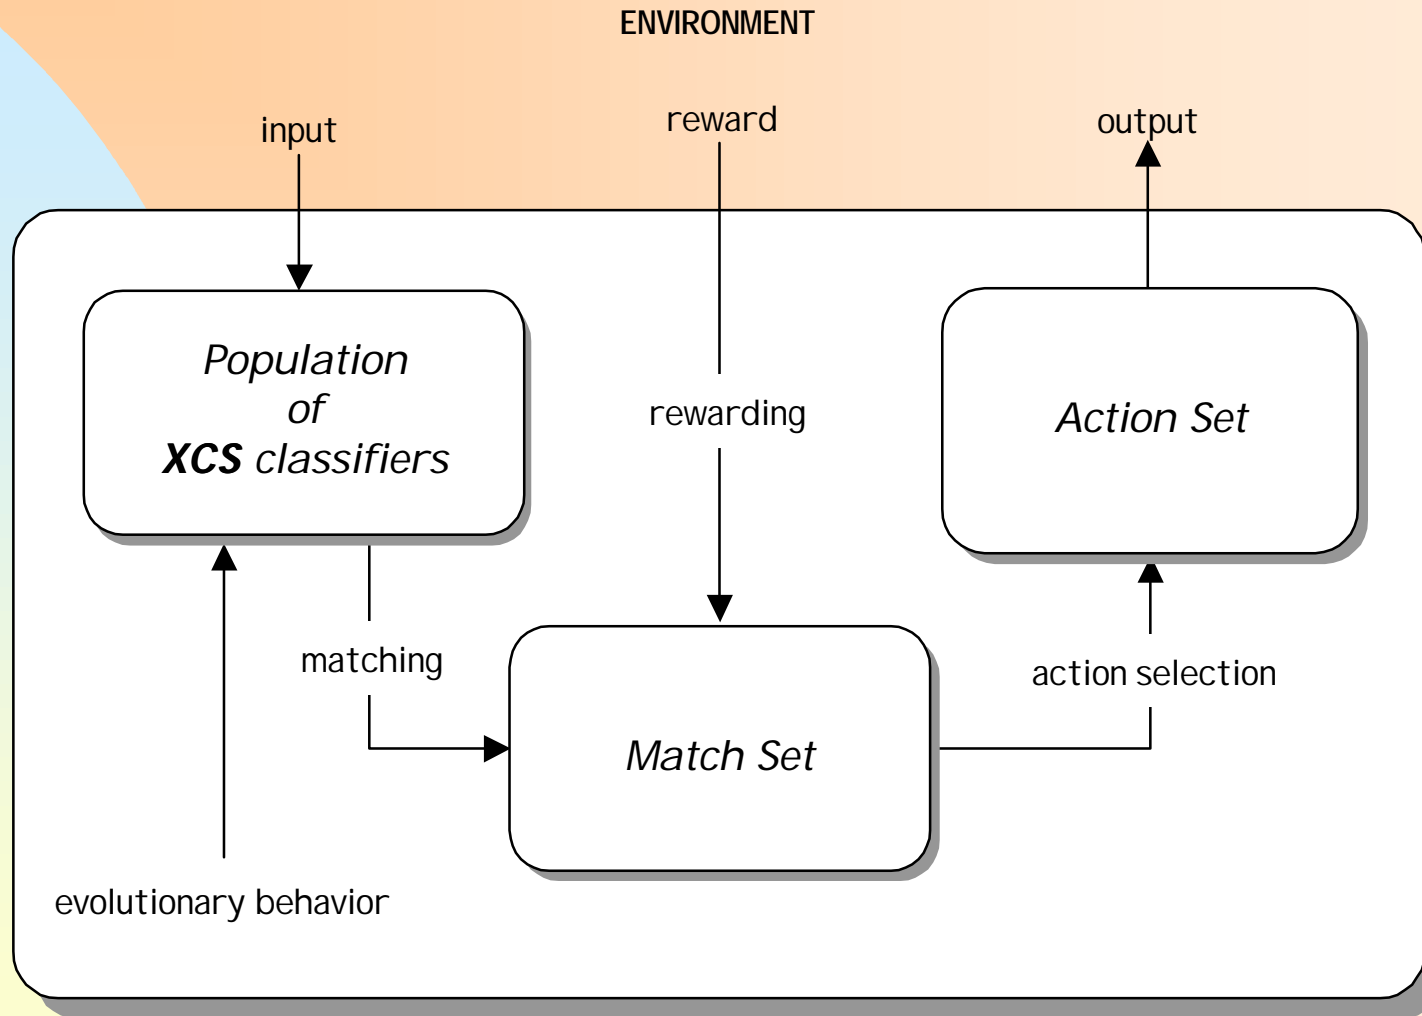 ENVIRONMENT
input
reward
output
Population
of
XCS classifiers
rewarding
Action Set
matching
action selection
Match Set
evolutionary behavior